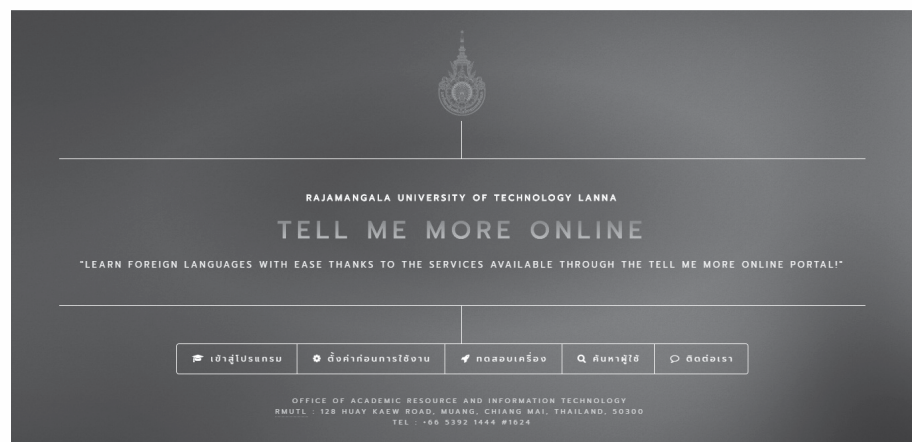 RAJAMANGALA UNIVERSITY OF TECHNOLOGY LANNA
TELL ME MORE ONLINE
"LEARN FOREIGN LANGUAGES WITH EASE THANKS TO THE SERVICES AVAILABLE THROUGH THE TELL ME MORE ONLINE PORTAL!"
เข้าสู่โปรแกรม ตั้งค่าก่อนการใช้งาน ทดสอบเครื่อง ค้นหาผู้ใช้ ติดต่อเรา
OFFICE OF ACADEMIC RESOURCE AND INFORMATION TECHNOLOGY
RMUTL : 128 HUAY KAEW ROAD, MUANG, CHIANG MAI, THAILAND, 50300
TEL : +66 5392 1444 #1624